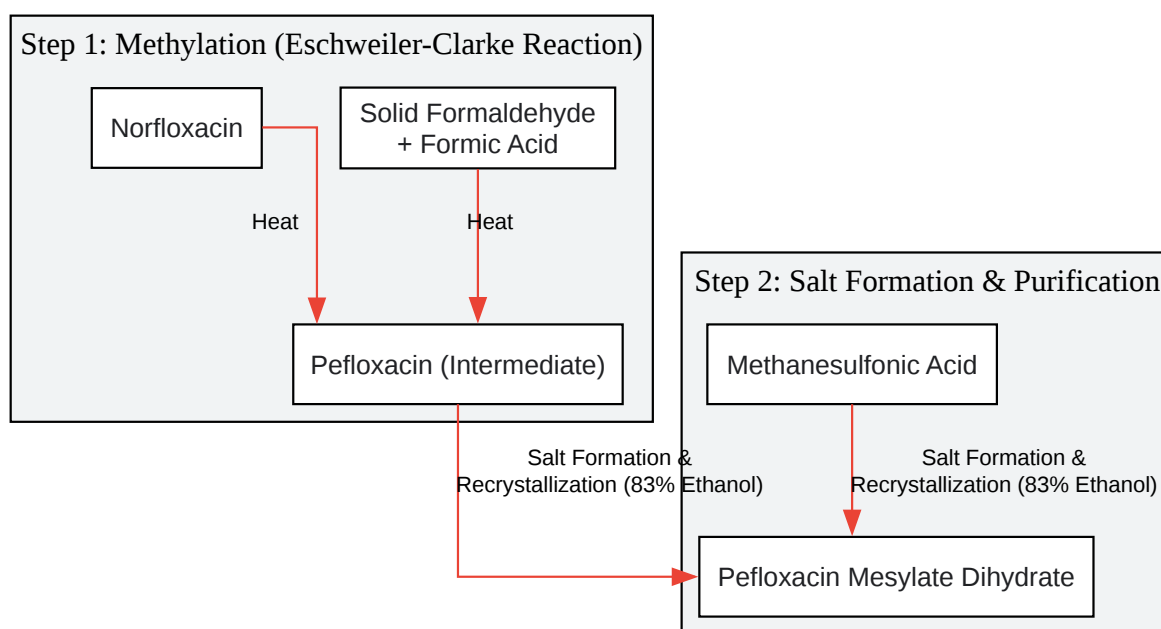 Step 1: Methylation (Eschweiler-Clarke Reaction)
Norfloxacin
Solid Formaldehyde
+ Formic Acid
Heat
Heat
Pefloxacin (Intermediate)
Step 2: Salt Formation & Purification
Methanesulfonic Acid
Salt Formation &
Recrystallization (83% Ethanol)
Salt Formation &
Recrystallization (83% Ethanol)
Pefloxacin Mesylate Dihydrate